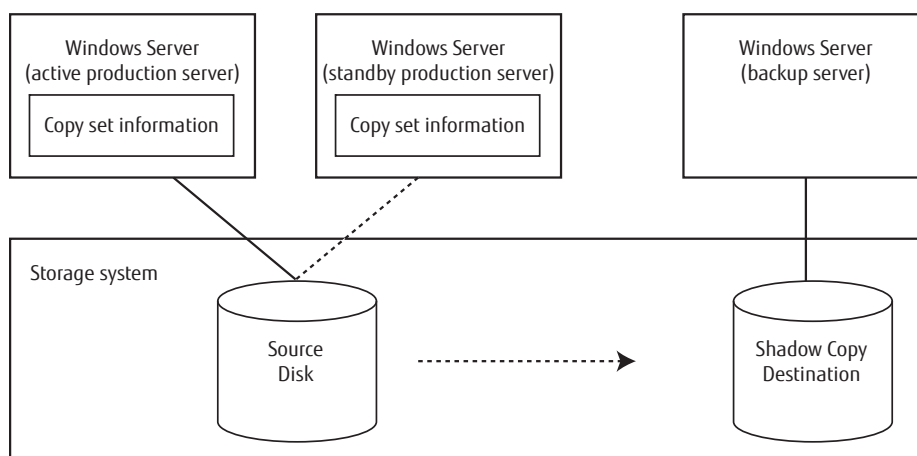 Windows Server
(active production server)
Copy set information
Windows Server
(standby production server)
Copy set information
Windows Server
(backup server)
Storage system
Source
Disk
Shadow Copy
Destination